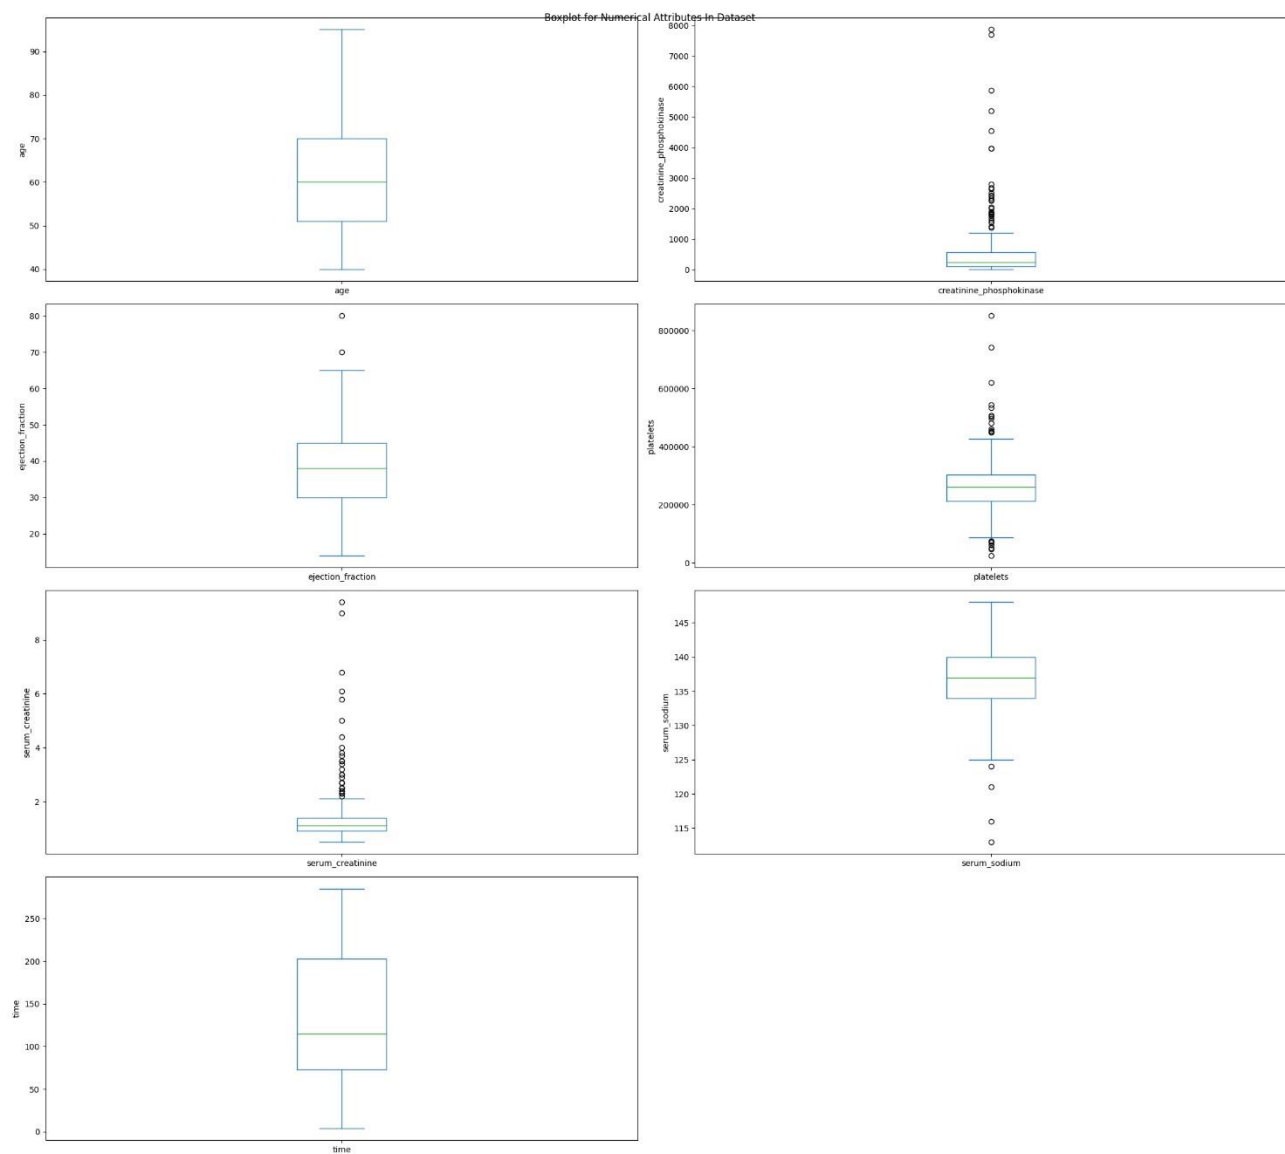 Boxplot for Numerical Attributes In Dataset
90
80
70
60
50
40
age
age
8000
7000
6000
5000
4000
3000
2000
1000
0
creatinine_phosphokinase
creatinine_phosphokinase
80
70
60
50
40
30
20
ejection_fraction
ejection_fraction
800000
600000
400000
200000
0
platelets
platelets
8
6
4
2
serum_creatinine
serum_creatinine
145
140
135
130
125
120
115
serum_sodium
serum_sodium
250
200
150
100
50
0
time
time